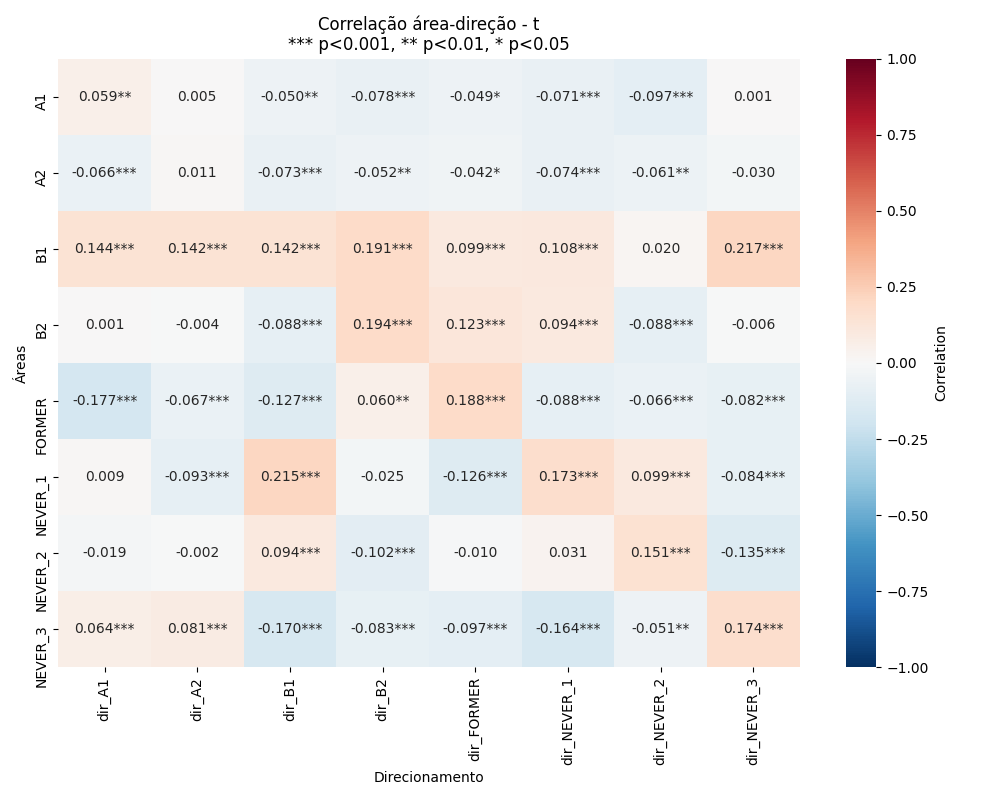 Correlação área-direção - t
*** p<0.001, ** p<0.01, * p<0.05
A1 0.059** 0.005 -0.050** -0.078*** -0.049* -0.071*** -0.097*** 0.001
A2 -0.066*** 0.011 -0.073*** -0.052** -0.042* -0.074*** -0.061** -0.030
B1 0.144*** 0.142*** 0.142*** 0.191*** 0.099*** 0.108*** 0.020 0.217***
B2 0.001 -0.004 -0.088*** 0.194*** 0.123*** 0.094*** -0.088*** -0.006
FORMER -0.177*** -0.067*** -0.127*** 0.060** 0.188*** -0.088*** -0.066*** -0.082***
NEVER_1 0.009 -0.093*** 0.215*** -0.025 -0.126*** 0.173*** 0.099*** -0.084***
NEVER_2 -0.019 -0.002 0.094*** -0.102*** -0.010 0.031 0.151*** -0.135***
NEVER_3 0.064*** 0.081*** -0.170*** -0.083*** -0.097*** -0.164*** -0.051** 0.174***
Áreas
dir_A1 dir_A2 dir_B1 dir_B2 dir_FORMER dir_NEVER_1 dir_NEVER_2 dir_NEVER_3
Direcionamento
1.00
0.75
0.50
0.25
0.00
−0.25
−0.50
−0.75
−1.00
Correlation